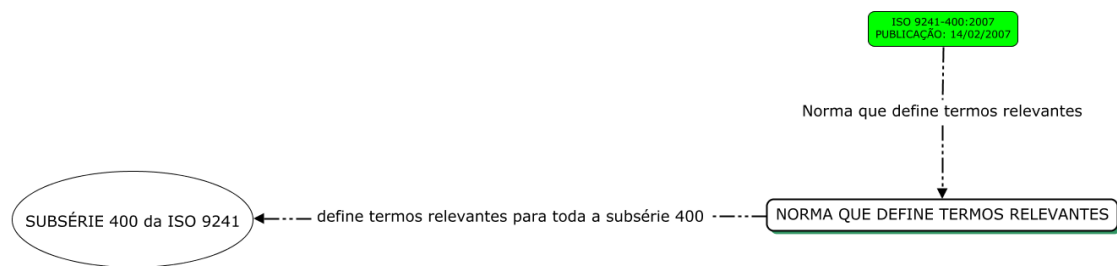 ISO 9241-400:2007
PUBLICAÇÃO: 14/02/2007
Norma que define termos relevantes
SUBSÉRIE 400 da ISO 9241
define termos relevantes para toda a subsérie 400
NORMA QUE DEFINE TERMOS RELEVANTES